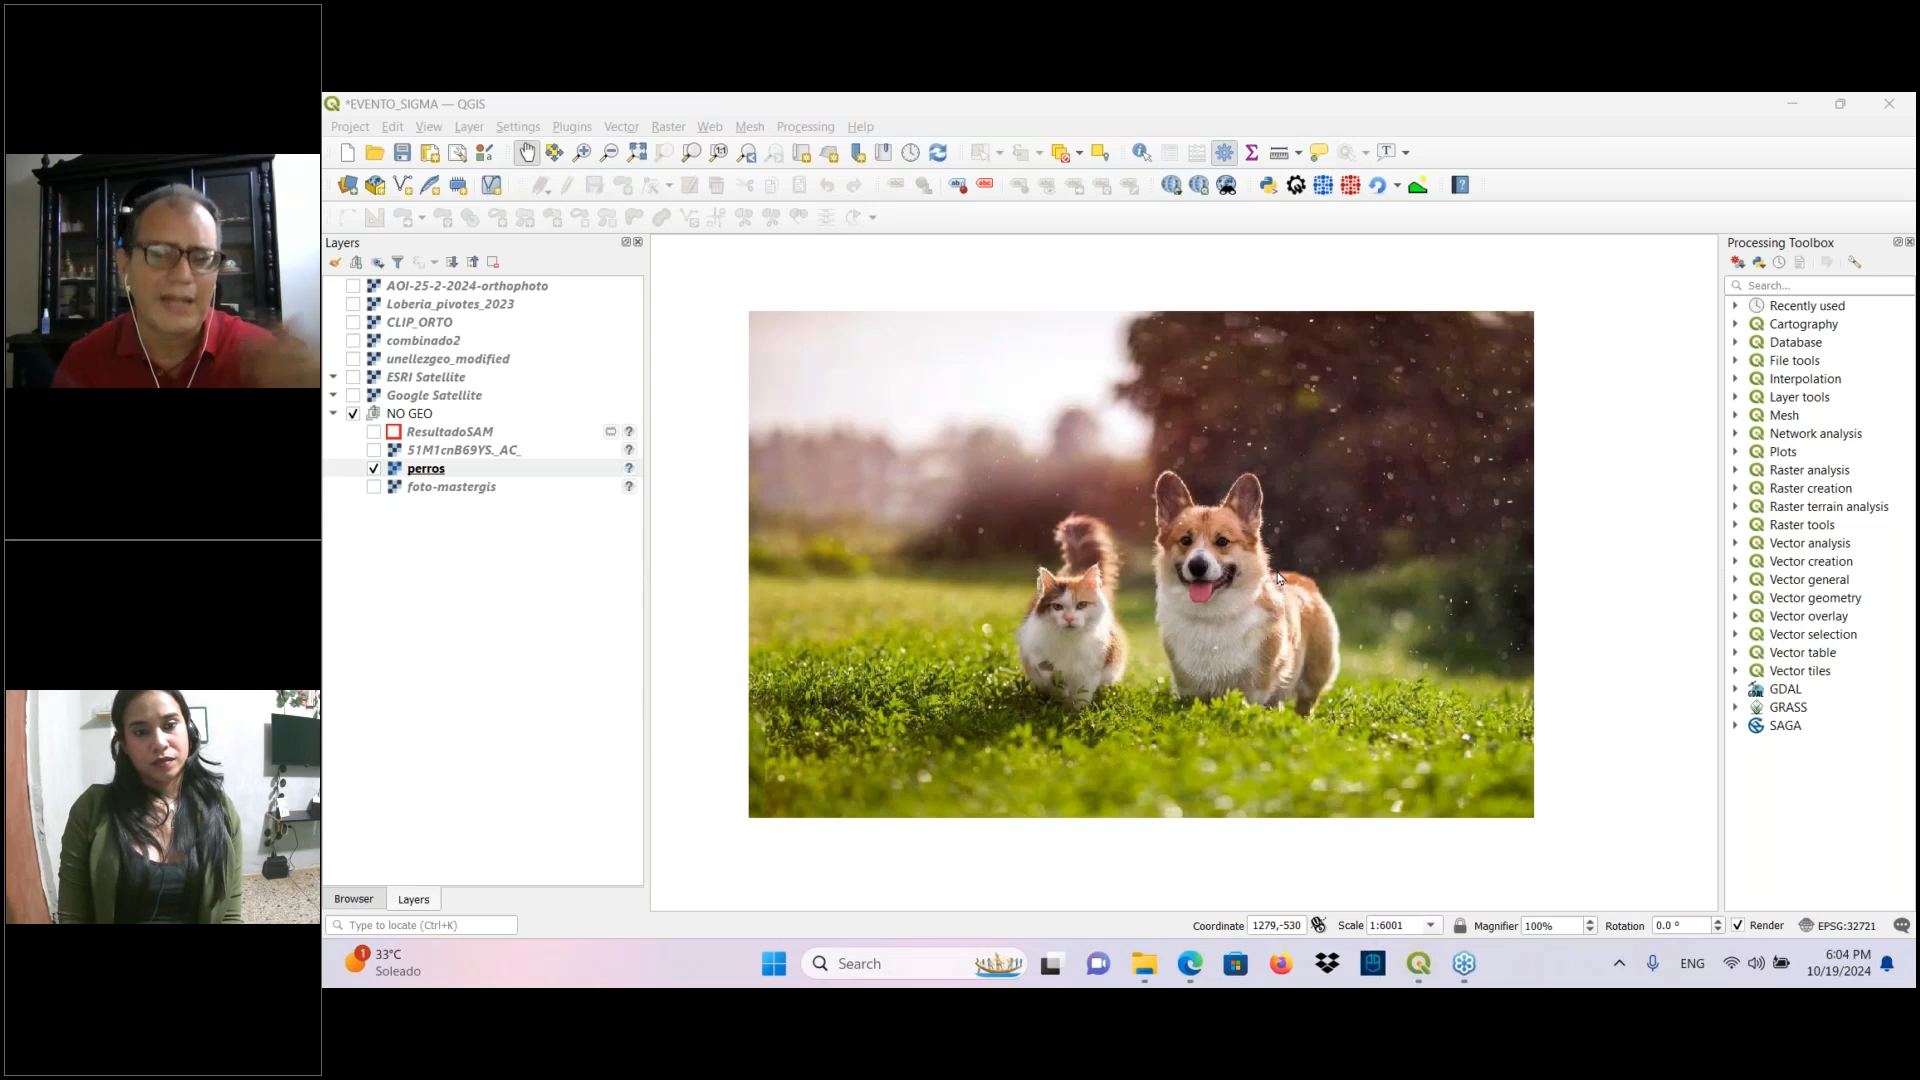 *EVENTO_SIGMA — QGIS
Project Edit View Layer Settings Plugins Vector Raster Web Mesh Processing Help
Layers
AOI-25-2-2024-orthophoto
Loberia_pivotes_2023
CLIP_ORTO
combinado2
unellezgeo_modified
ESRI Satellite
Google Satellite
NO GEO
ResultadoSAM
51M1cnB69YS._AC_
perros
foto-mastergis
Processing Toolbox
Search...
Recently used
Cartography
Database
File tools
Interpolation
Layer tools
Mesh
Network analysis
Plots
Raster analysis
Raster creation
Raster terrain analysis
Raster tools
Vector analysis
Vector creation
Vector general
Vector geometry
Vector overlay
Vector selection
Vector table
Vector tiles
GDAL
GRASS
SAGA
Browser Layers
Type to locate (Ctrl+K)
Coordinate 1279,-530 Scale 1:6001 Magnifier 100% Rotation 0.0 ° Render EPSG:32721
1
33°C
Soleado
Search
ENG
6:04 PM
10/19/2024